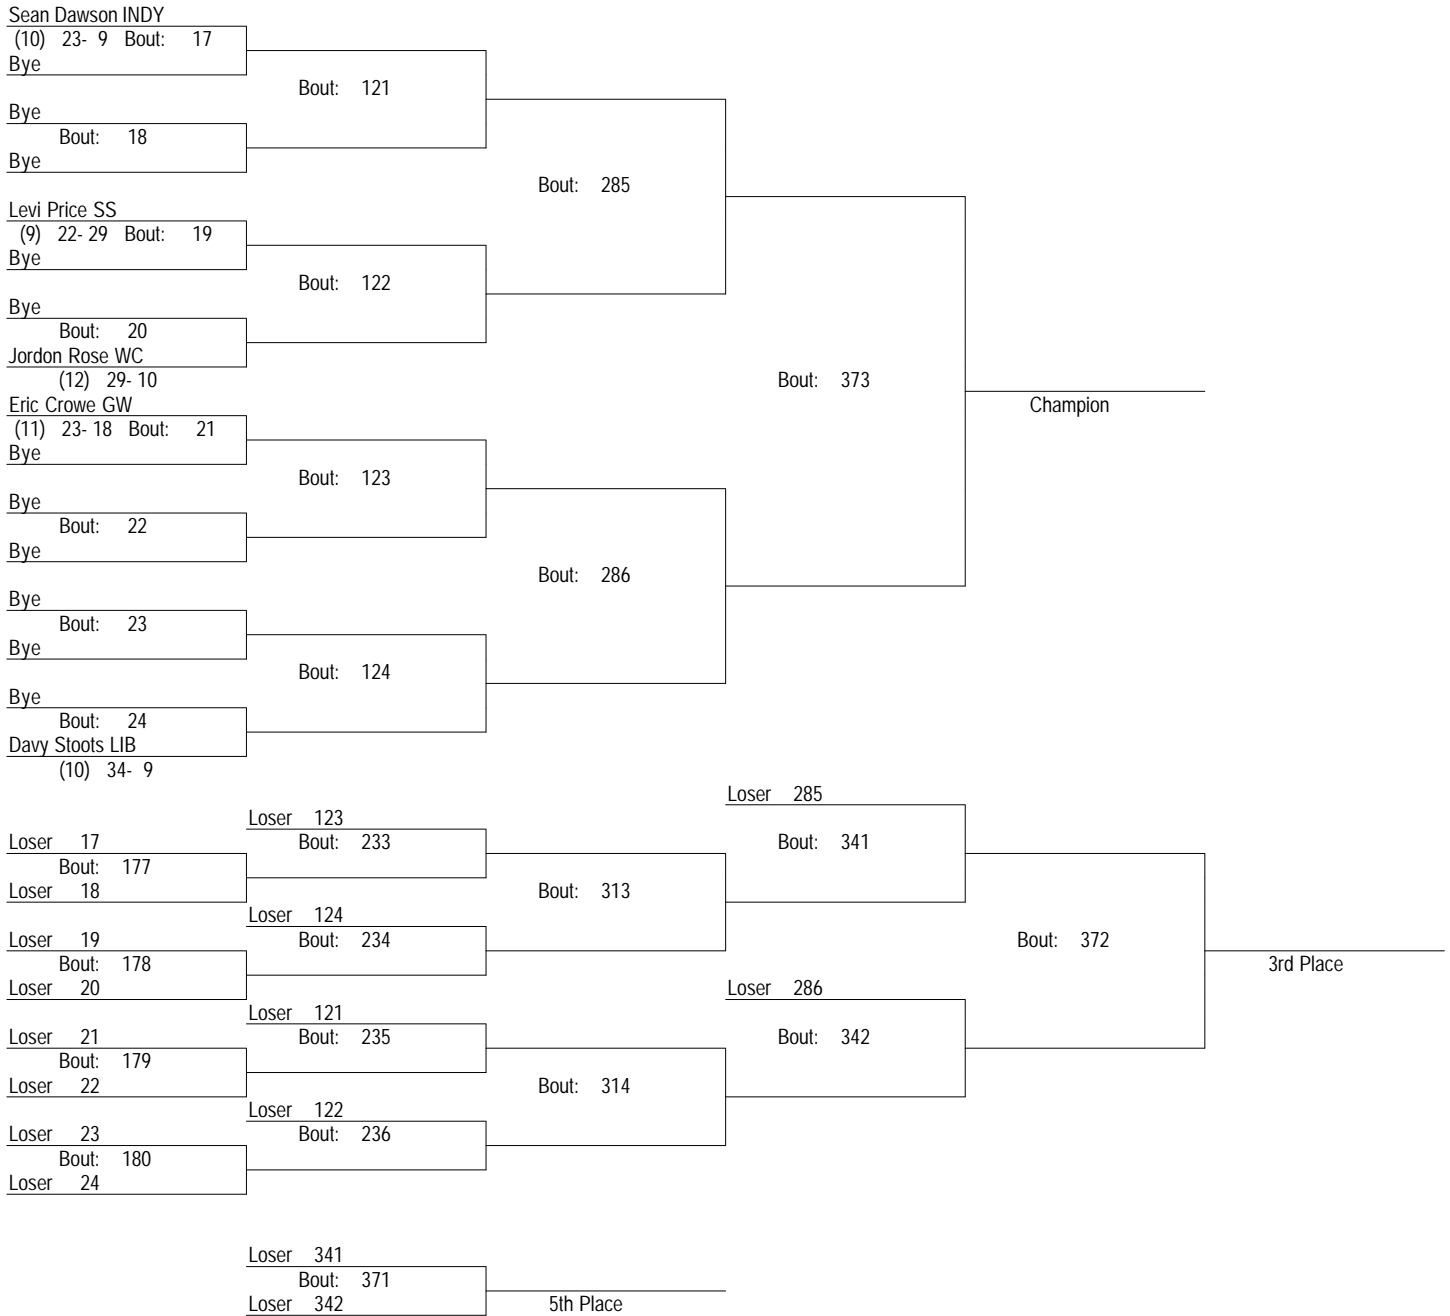 Sean Dawson INDY
(10) 23- 9 Bout: 17
Bye
Bout: 121
Bye
Bout: 18
Bye
Bout: 285
Levi Price SS
(9) 22- 29 Bout: 19
Bye
Bout: 122
Bye
Bout: 20
Jordon Rose WC
(12) 29- 10
Bout: 373
Champion
Eric Crowe GW
(11) 23- 18 Bout: 21
Bye
Bout: 123
Bye
Bout: 22
Bye
Bout: 286
Bye
Bout: 23
Bye
Bout: 124
Bye
Bout: 24
Davy Stoots LIB
(10) 34- 9
Loser 285
Loser 123
Loser 17
Bout: 233
Bout: 341
Bout: 177
Loser 18
Bout: 313
Loser 124
Loser 19
Bout: 234
Bout: 372
Bout: 178
3rd Place
Loser 20
Loser 286
Loser 121
Loser 21
Bout: 235
Bout: 342
Bout: 179
Loser 22
Bout: 314
Loser 122
Loser 23
Bout: 236
Bout: 180
Loser 24
Loser 341
Bout: 371
Loser 342
5th Place